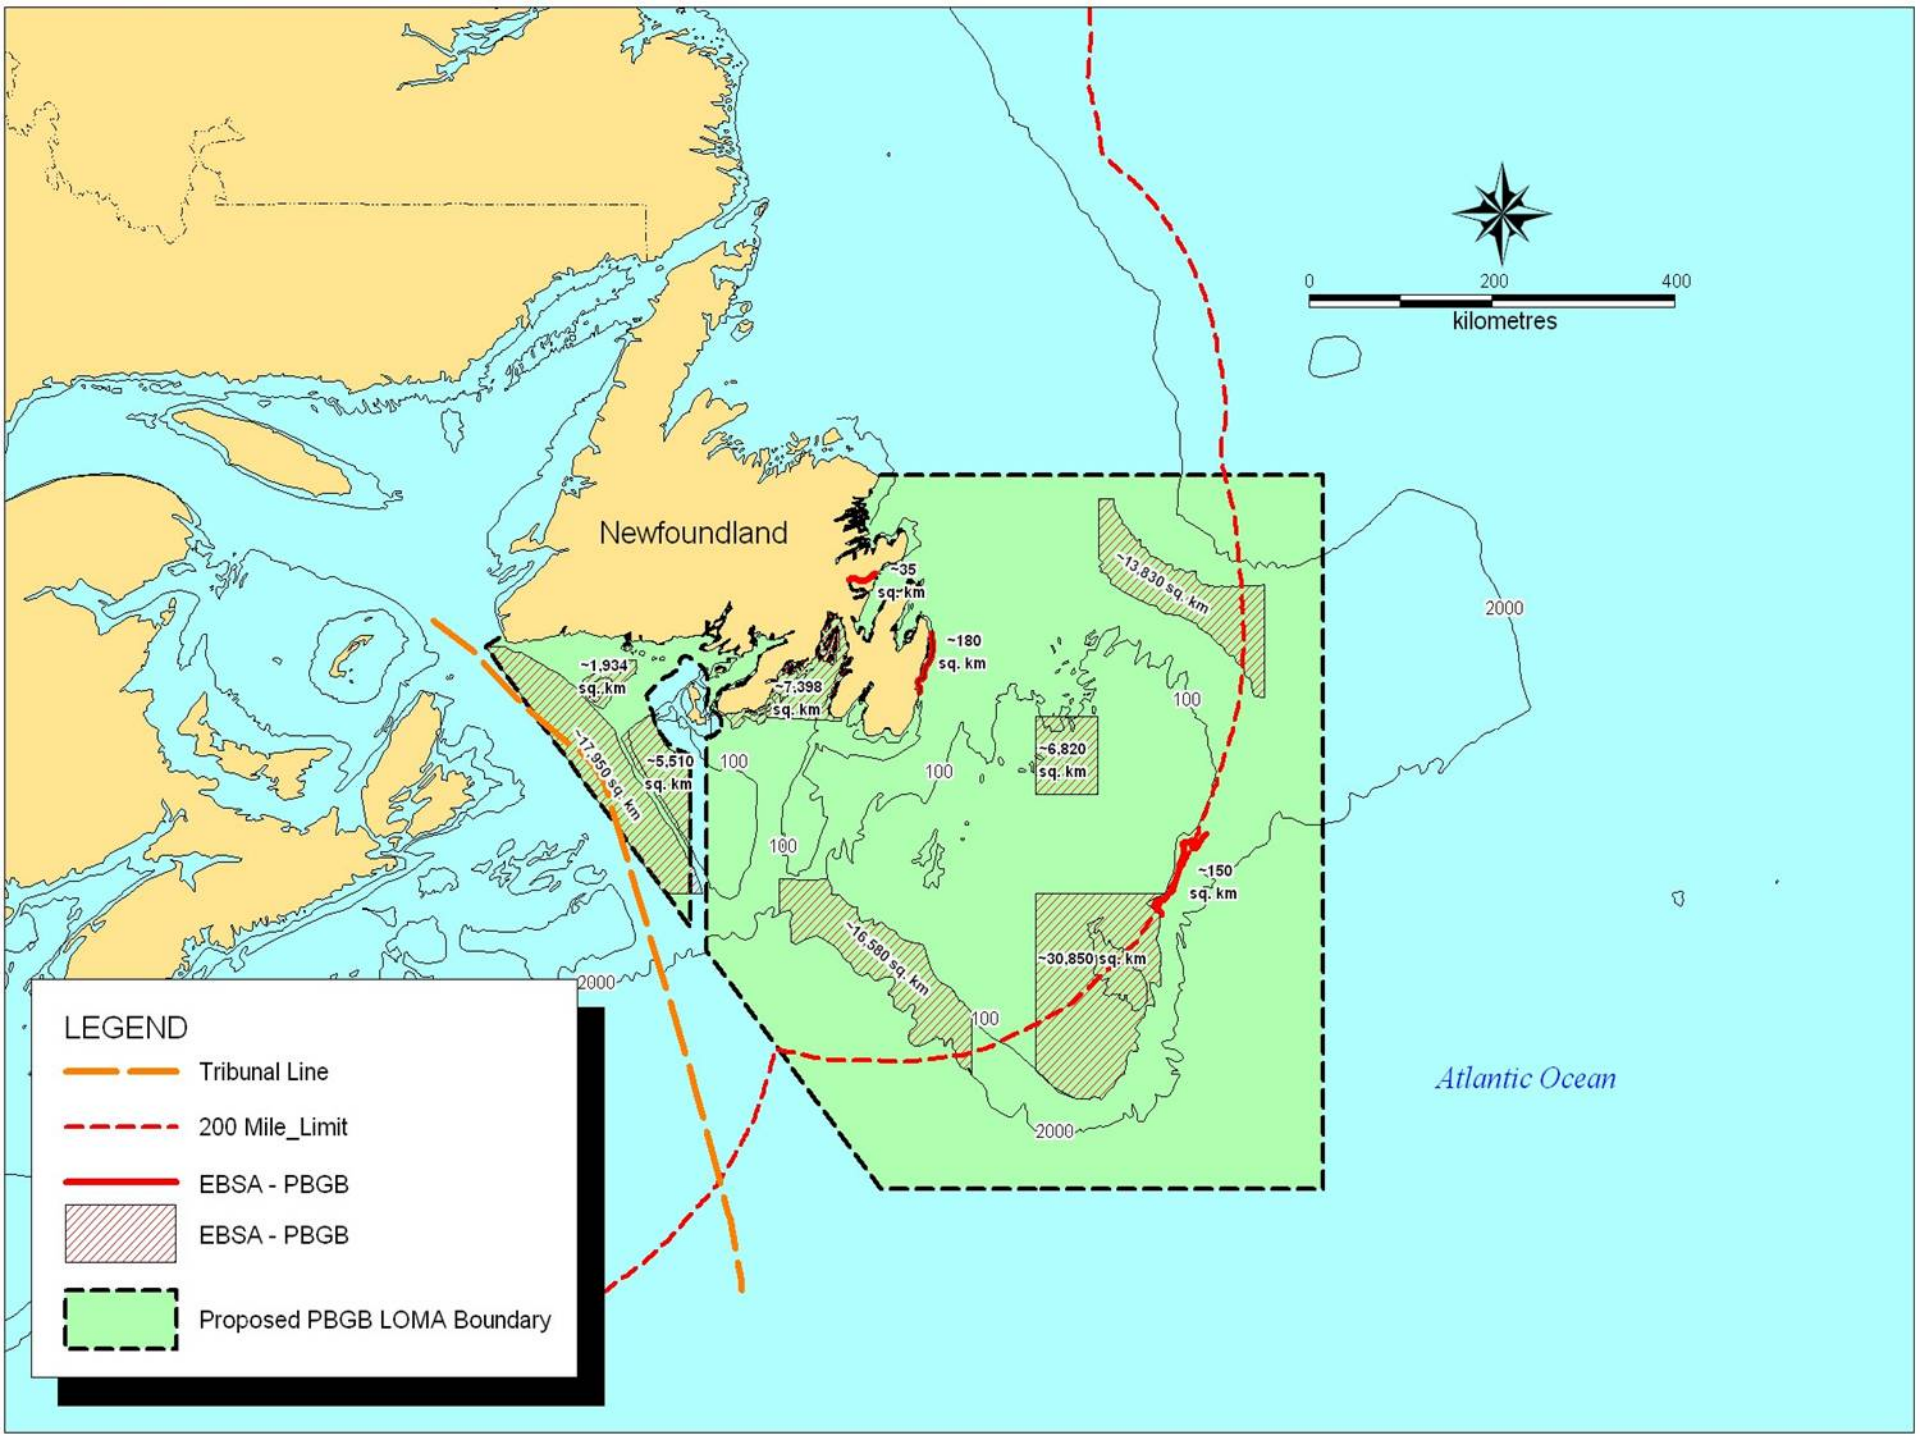 0 200 400
kilometres
Newfoundland
~35
sq. km
~13,830 sq. km
2000
~180
sq. km
~1,934
sq. km
~7,398
sq. km
100
~17,950 sq. km
~5,510
sq. km
100
100
~6,820
sq. km
100
~150
sq. km
~16,580 sq. km
~30,850 sq. km
2000
100
Atlantic Ocean
2000
LEGEND
Tribunal Line
200 Mile_Limit
EBSA - PBGB
EBSA - PBGB
Proposed PBGB LOMA Boundary